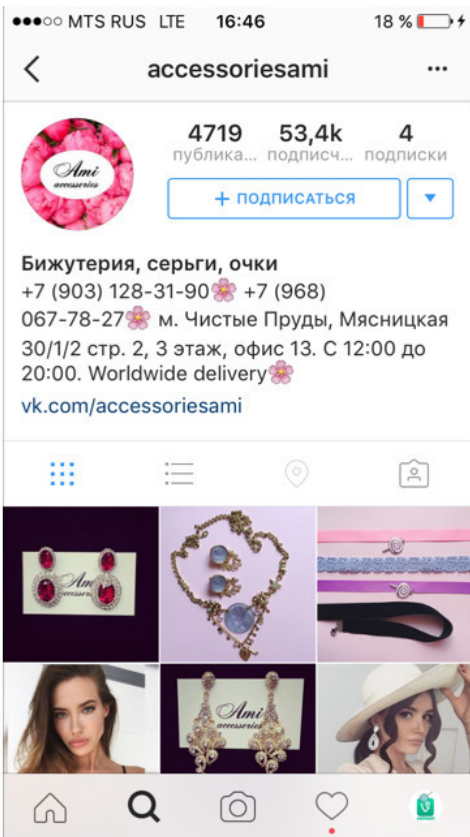 MTS RUS LTE 16:46 18 %
accessoriesami
Ami
accessories
4719 53,4k 4
публика... подписч... подписки
+ ПОДПИСАТЬСЯ
Бижутерия, серьги, очки
+7 (903) 128-31-90🌸 +7 (968)
067-78-27🌸 м. Чистые Пруды, Мясницкая
30/1/2 стр. 2, 3 этаж, офис 13. С 12:00 до
20:00. Worldwide delivery🌸
vk.com/accessoriesami
Ami
accessories
Ami
accessories